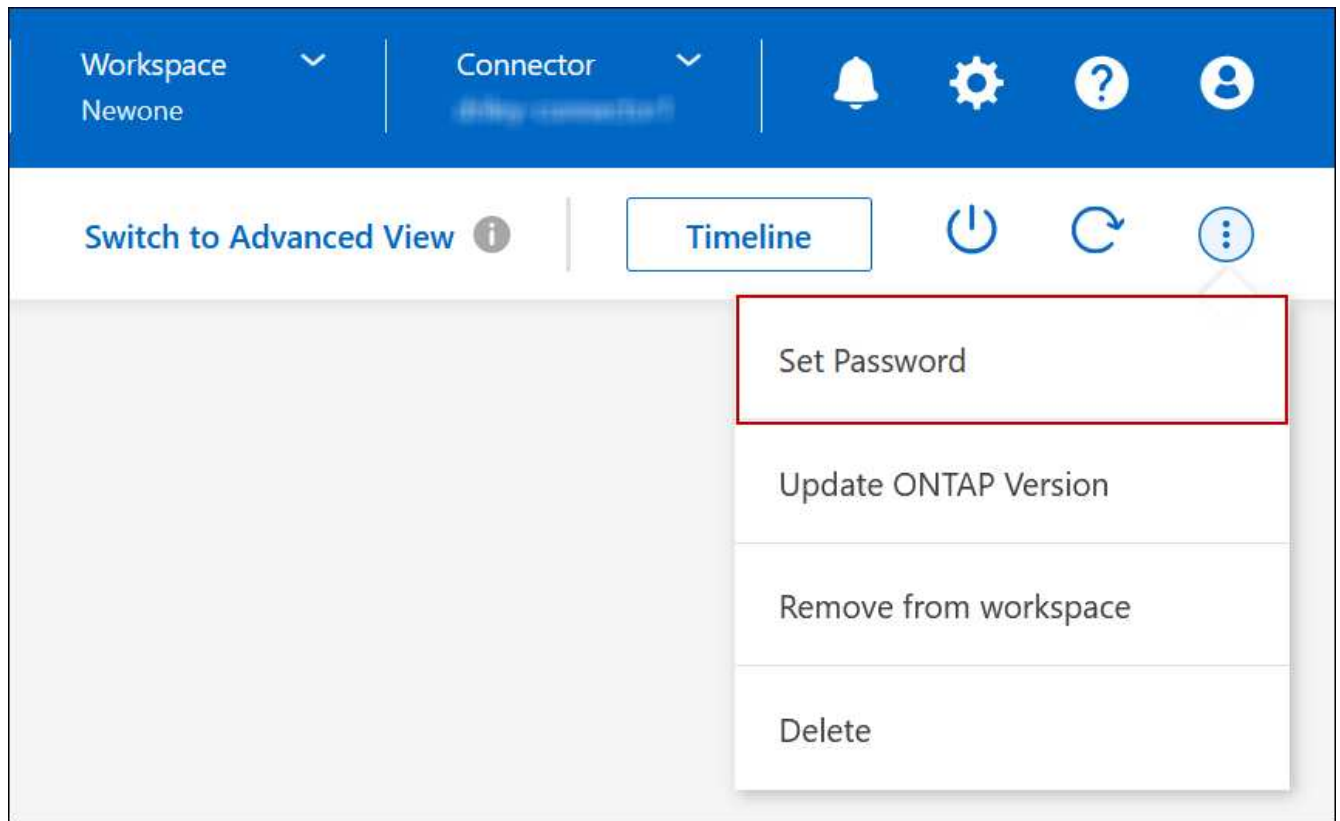 Workspace
Newone
Connector
Switch to Advanced View
Timeline
Set Password
Update ONTAP Version
Remove from workspace
Delete